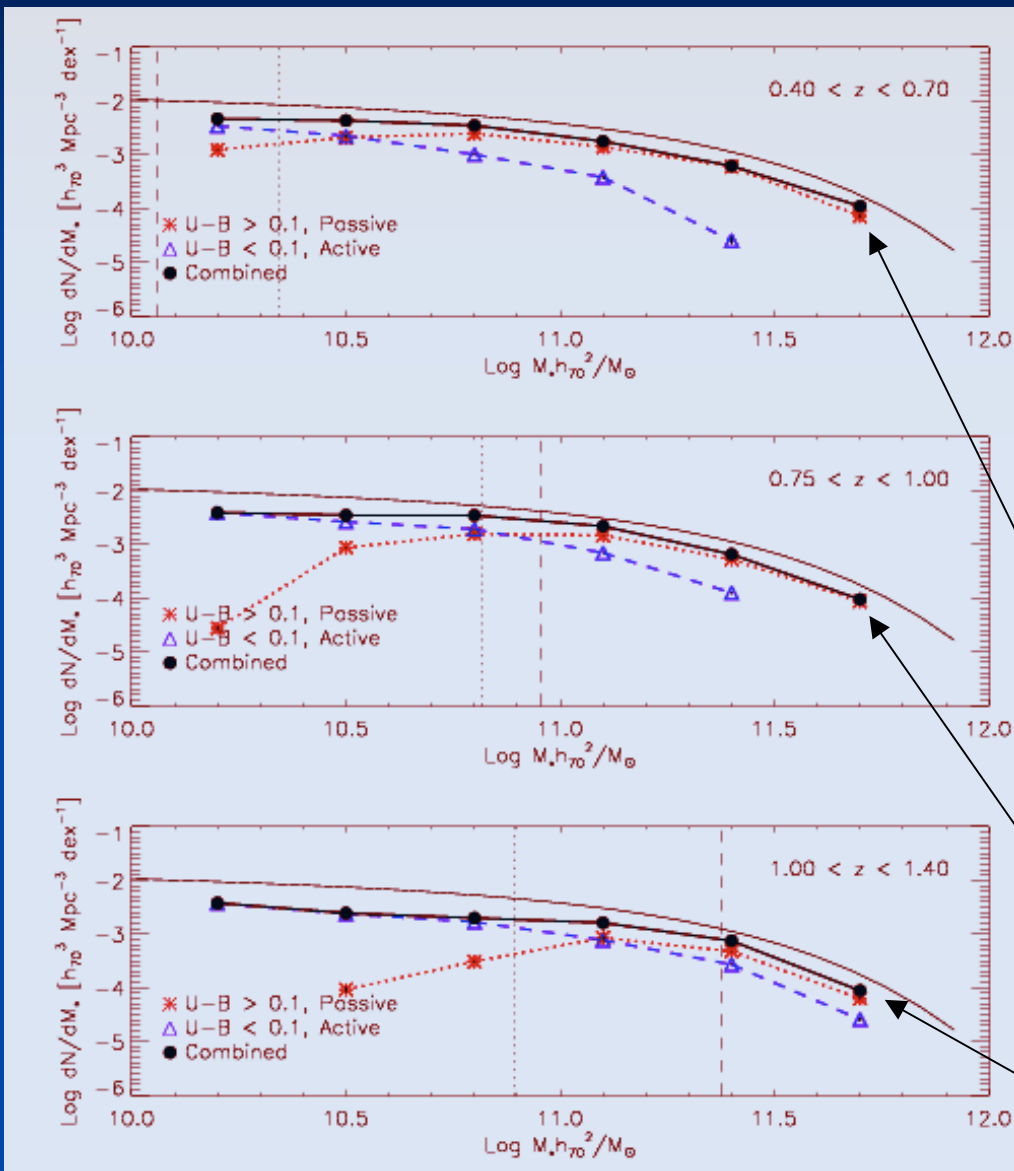 Log dN/dM* [h70^3 Mpc^-3 dex^-1]
-1
-2
-3
-4
-5
-6
0.40 < z < 0.70
U-B > 0.1, Passive
U-B < 0.1, Active
Combined
10.0 10.5 11.0 11.5 12.0
Log M*h70^2/M⊙
Log dN/dM* [h70^3 Mpc^-3 dex^-1]
-1
-2
-3
-4
-5
-6
0.75 < z < 1.00
U-B > 0.1, Passive
U-B < 0.1, Active
Combined
10.0 10.5 11.0 11.5 12.0
Log M*h70^2/M⊙
Log dN/dM* [h70^3 Mpc^-3 dex^-1]
-1
-2
-3
-4
-5
-6
1.00 < z < 1.40
U-B > 0.1, Passive
U-B < 0.1, Active
Combined
10.0 10.5 11.0 11.5 12.0
Log M*h70^2/M⊙